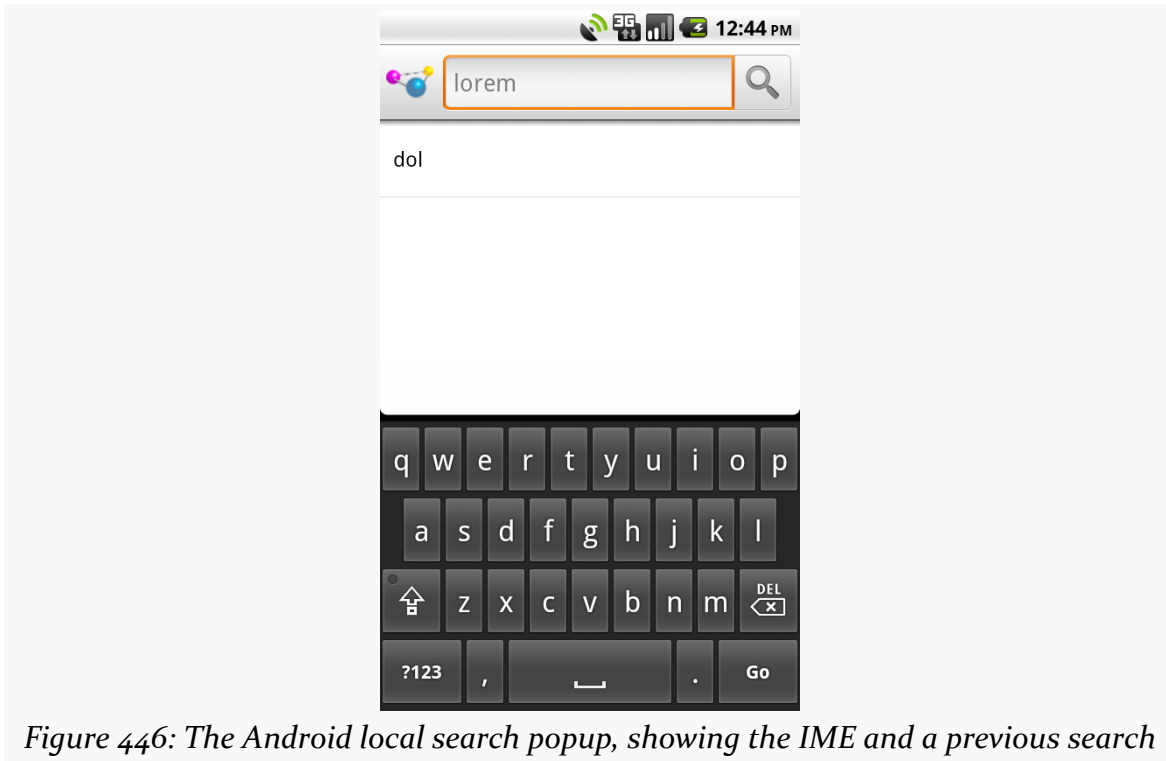 3G 12:44 PM
lorem
dol
q w e r t y u i o p
a s d f g h j k l
z x c v b n m DEL
?123 , . Go
Figure 446: The Android local search popup, showing the IME and a previous search